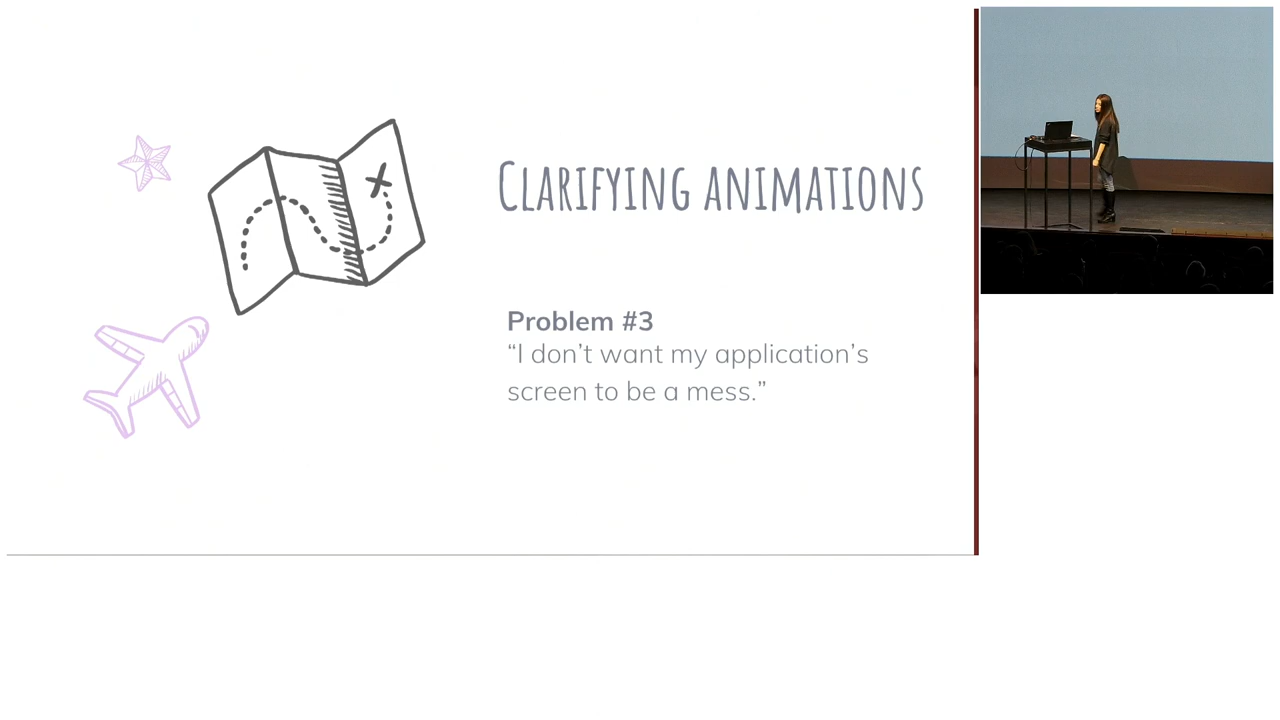 Clarifying animations
Problem #3
“I don’t want my application’s
screen to be a mess.”